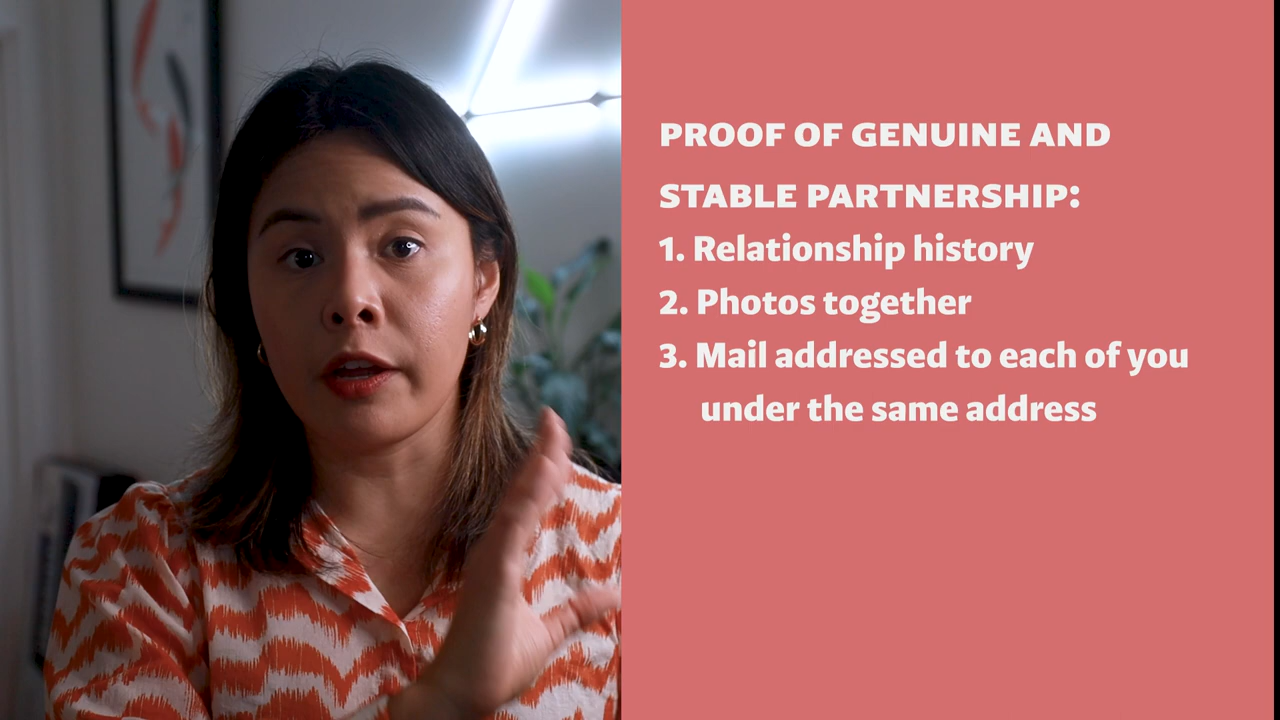 PROOF OF GENUINE AND
STABLE PARTNERSHIP:
1. Relationship history
2. Photos together
3. Mail addressed to each of you
under the same address